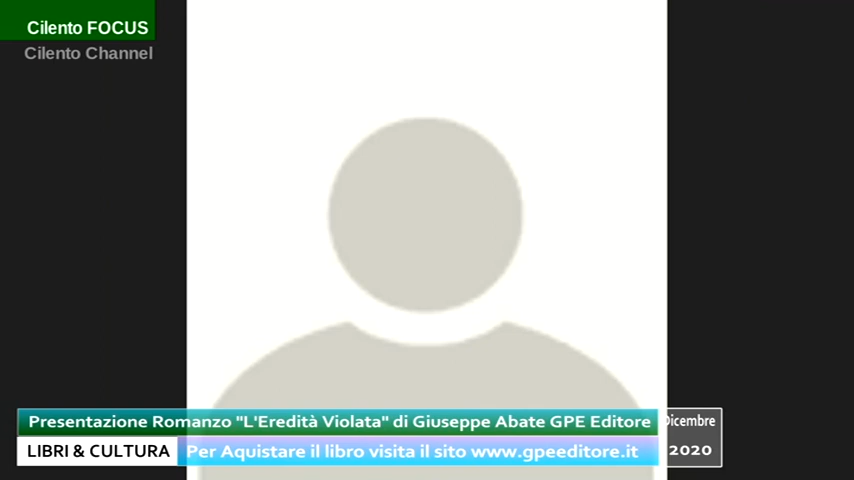 Cilento FOCUS
Cilento Channel
Presentazione Romanzo "L'Eredità Violata" di Giuseppe Abate GPE Editore
Dicembre
LIBRI & CULTURA
Per Aquistare il libro visita il sito www.gpeeditore.it
2020